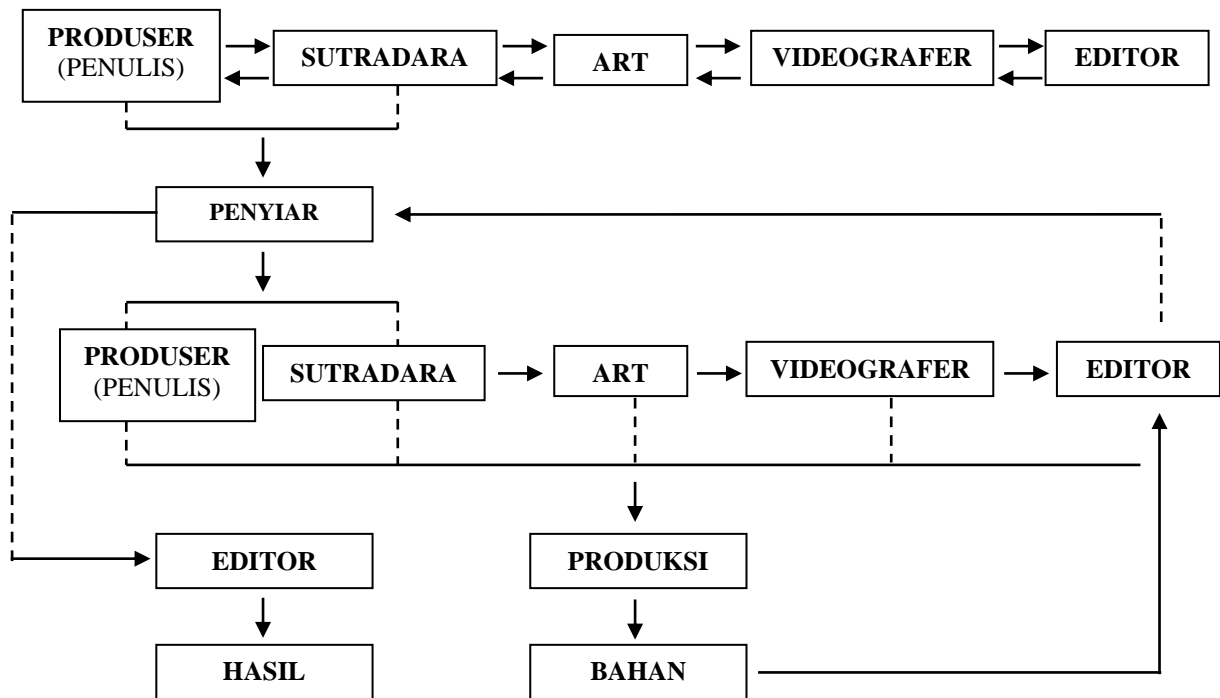 PRODUSER
(PENULIS)
SUTRADARA
ART
VIDEOGRAFER
EDITOR
PENYIAR
PRODUSER
(PENULIS)
SUTRADARA
ART
VIDEOGRAFER
EDITOR
EDITOR
PRODUKSI
HASIL
BAHAN